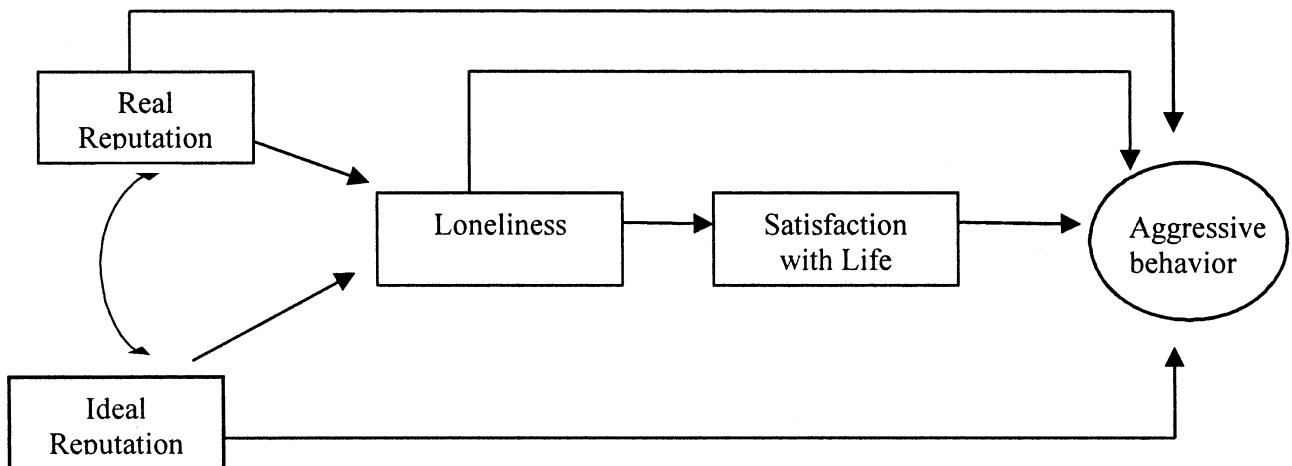 Real
Reputation
Loneliness
Satisfaction
with Life
Aggressive
behavior
Ideal
Reputation